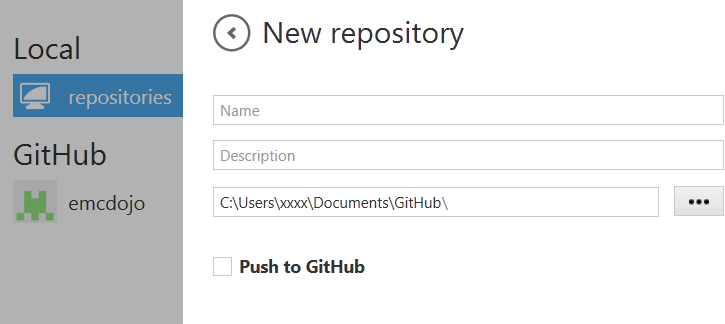 Local
repositories
GitHub
emcdojo
New repository
Name
Description
C:\Users\xxxx\Documents\GitHub\
•••
Push to GitHub